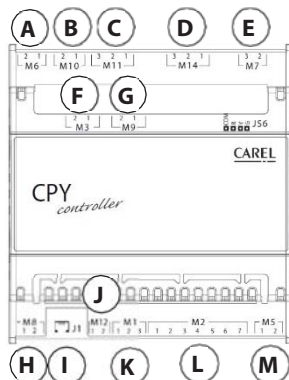 A B C D E
2 1 2 1 3 2 1 2 1 3 2
M6 M10 M11 M14 M7
F G
2 1 2 1
M3 M9
JS6
CAREL
CPY
controller
J
M8 J1 M12 M1 M2 M5
1 2 1 2 1 2 3 1 2 3 4 5 6 7 1 2
H I K L M